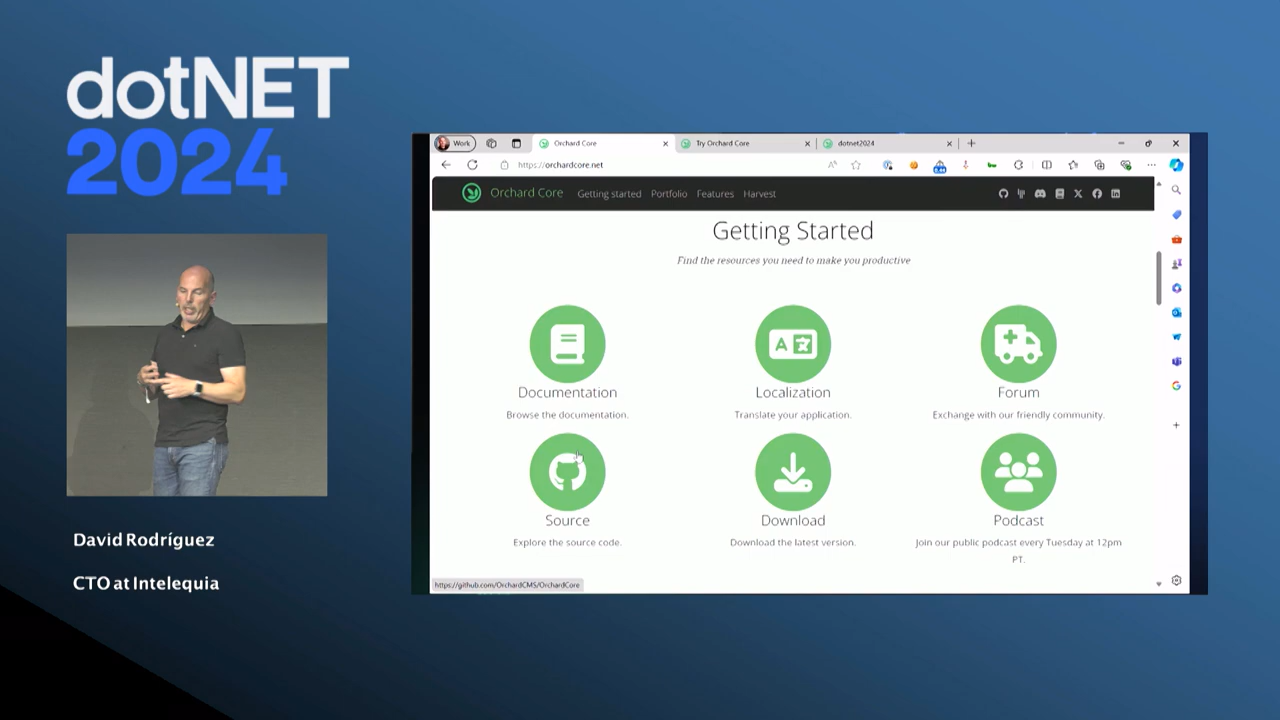 dotNET
2024
David Rodríguez
CTO at Intelequia
Work
Orchard Core
Try Orchard Core
dotnet2024
https://orchardcore.net
Orchard Core
Getting started
Portfolio
Features
Harvest
Getting Started
Find the resources you need to make you productive
Documentation
Localization
Forum
Browse the documentation.
Translate your application.
Exchange with our friendly community.
Source
Download
Podcast
Explore the source code.
Download the latest version.
Join our public podcast every Tuesday at 12pm
PT.
https://github.com/OrchardCMS/OrchardCore